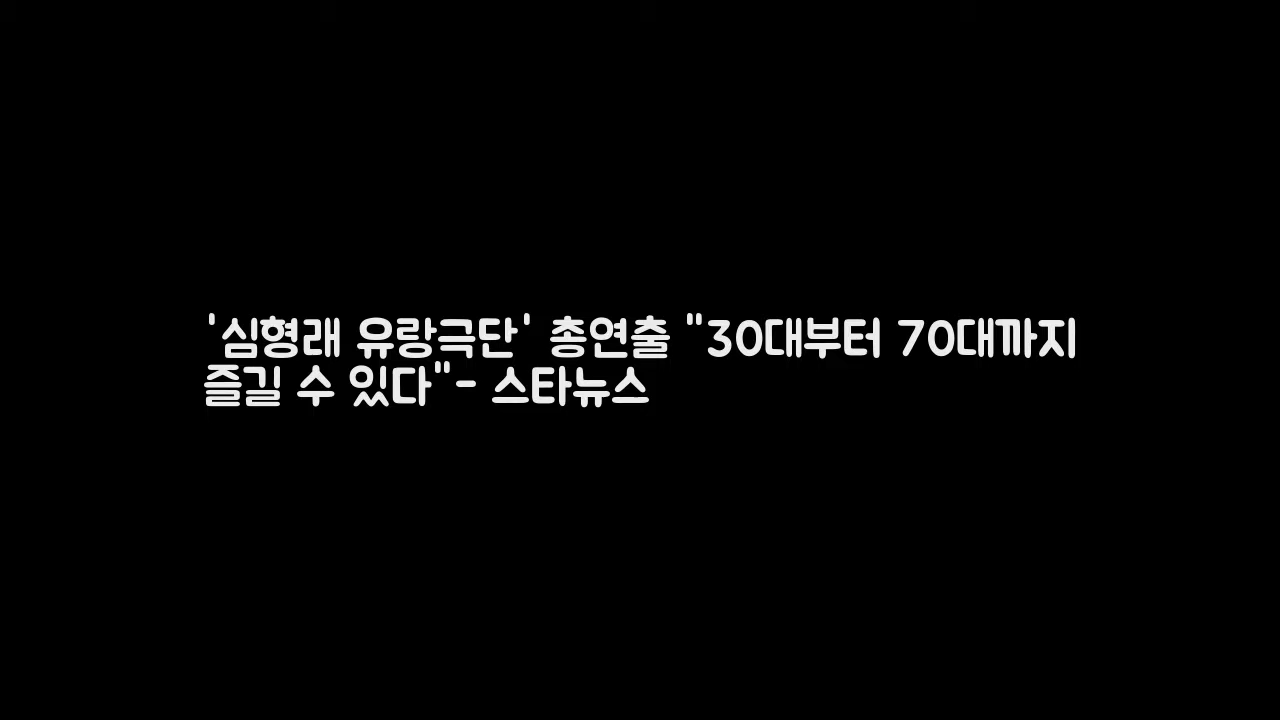 '심형래 유랑극단' 총연출 "30대부터 70대까지
즐길 수 있다"- 스타뉴스